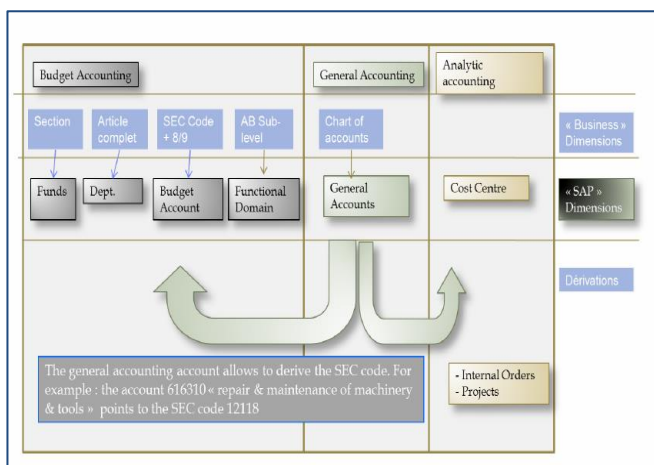 Budget Accounting
General Accounting
Analytic
accounting
Section
Article
complet
SEC Code
+ 8/9
AB Sub-
level
Chart of
accounts
« Business »
Dimensions
Funds
Dept.
Budget
Account
Functional
Domain
General
Accounts
Cost Centre
« SAP »
Dimensions
Dérivations
The general accounting account allows to derive the SEC code. For
example : the account 616310 « repair & maintenance of machinery
& tools »  points to the SEC code 12118
- Internal Orders
- Projects